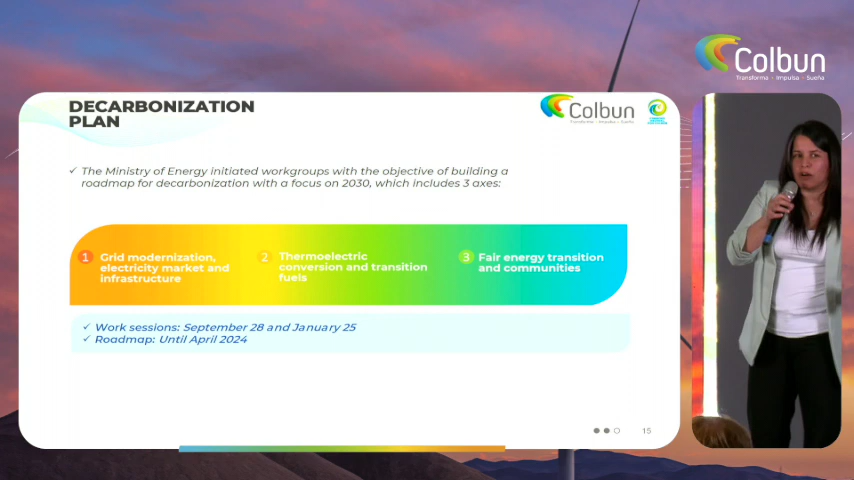 DECARBONIZATION
PLAN
Colbun
Transforma · Impulsa · Sueña
✓ The Ministry of Energy initiated workgroups with the objective of building a
roadmap for decarbonization with a focus on 2030, which includes 3 axes:
1 Grid modernization,
electricity market and
infrastructure
2 Thermoelectric
conversion and transition
fuels
3 Fair energy transition
and communities
✓ Work sessions: September 28 and January 25
✓ Roadmap: Until April 2024
15
Colbun
Transforma · Impulsa · Sueña